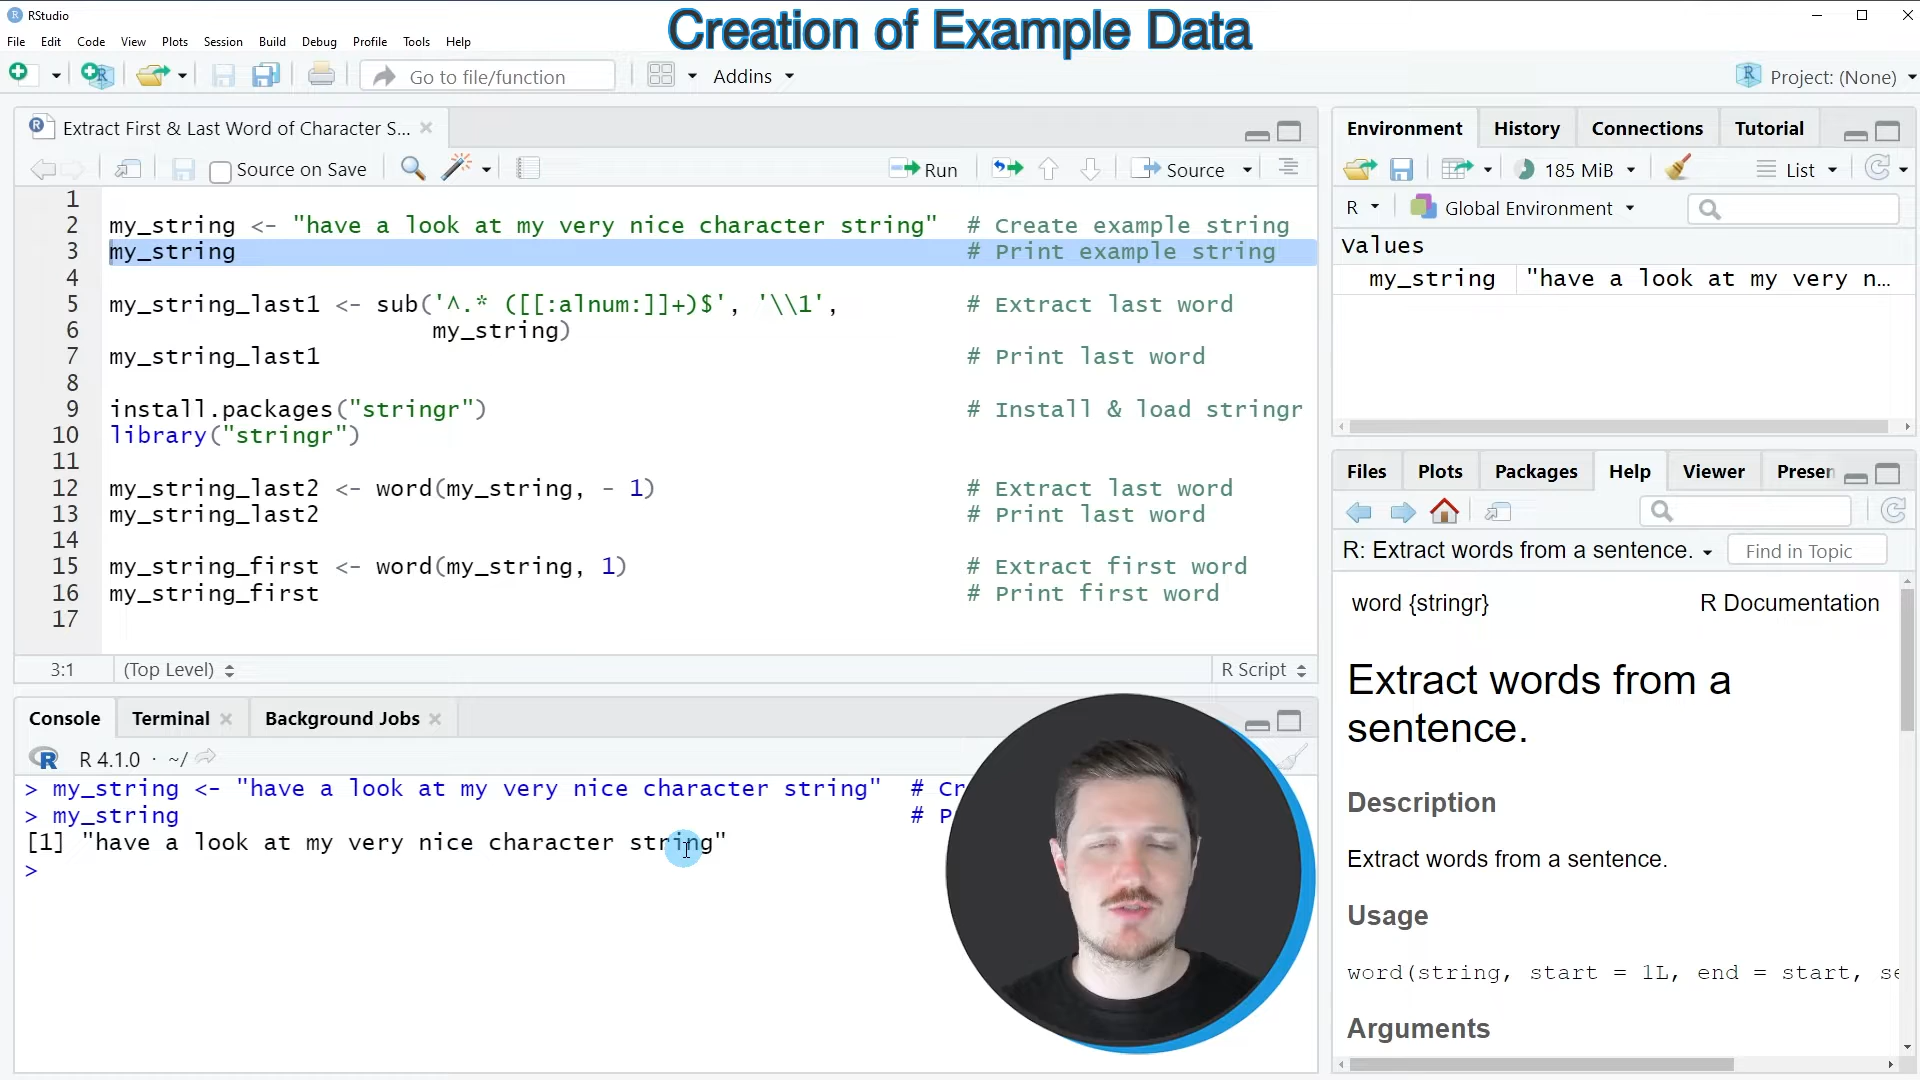 RStudio
Creation of Example Data
File Edit Code View Plots Session Build Debug Profile Tools Help
Go to file/function
Addins
Project: (None)
Extract First & Last Word of Character S...
Source on Save
Run
Source
1
2 my_string <- "have a look at my very nice character string" # Create example string
3 my_string # Print example string
4
5 my_string_last1 <- sub('^.* ([[:alnum:]]+)$', '\\1', # Extract last word
6 my_string)
7 my_string_last1 # Print last word
8
9 install.packages("stringr") # Install & load stringr
10 library("stringr")
11
12 my_string_last2 <- word(my_string, - 1) # Extract last word
13 my_string_last2 # Print last word
14
15 my_string_first <- word(my_string, 1) # Extract first word
16 my_string_first # Print first word
17
3:1 (Top Level) R Script
Console Terminal Background Jobs
R R 4.1.0 · ~/
> my_string <- "have a look at my very nice character string" # Cr
> my_string # P
[1] "have a look at my very nice character string"
>
Environment History Connections Tutorial
185 MiB List
R Global Environment
Values
my_string "have a look at my very n...
Files Plots Packages Help Viewer Presen
R: Extract words from a sentence. Find in Topic
word {stringr} R Documentation
Extract words from a
sentence.
Description
Extract words from a sentence.
Usage
word(string, start = 1L, end = start, se
Arguments